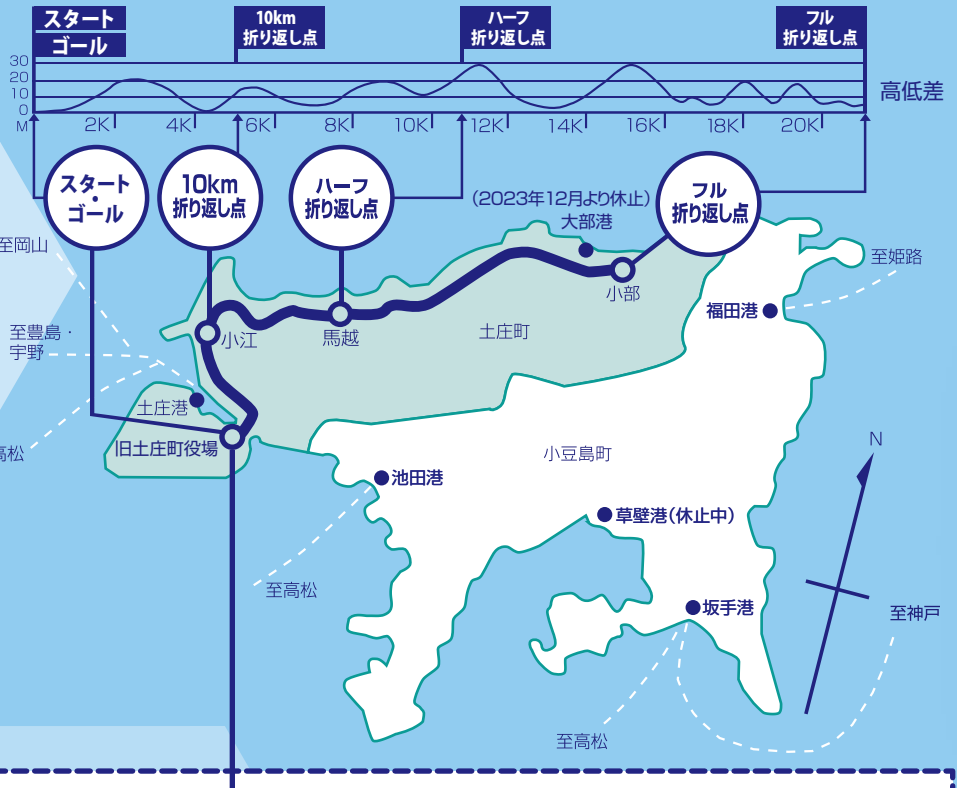 スタート
ゴール
10km
折り返し点
ハーフ
折り返し点
フル
折り返し点
30
20
10
0
M
2K
4K
6K
8K
10K
12K
14K
16K
18K
20K
高低差
スタート
・
ゴール
10km
折り返し点
ハーフ
折り返し点
(2023年12月より休止)
大部港
フル
折り返し点
至岡山
至姫路
小部
福田港
至豊島・
宇野
小江
馬越
土庄町
土庄港
高松
旧土庄町役場
小豆島町
N
池田港
草壁港(休止中)
至高松
坂手港
至神戸
至高松